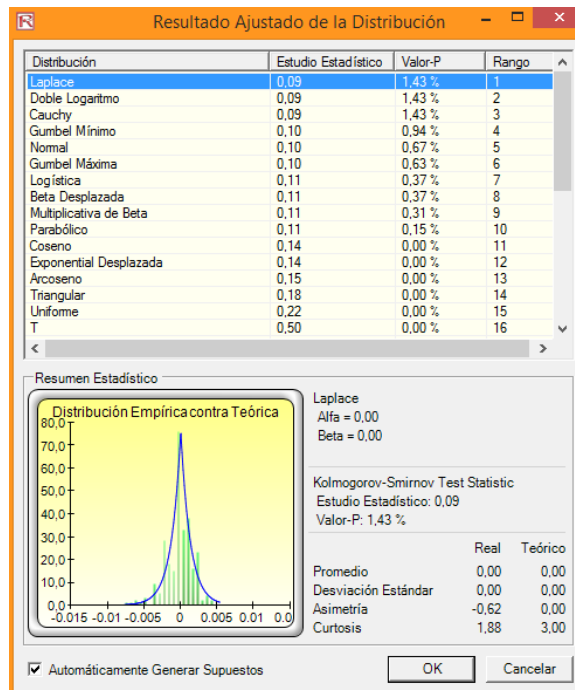 R
Resultado Ajustado de la Distribución
Distribución Estudio Estadístico Valor-P Rango
Laplace 0,09 1,43 % 1
Doble Logaritmo 0,09 1,43 % 2
Cauchy 0,09 1,43 % 3
Gumbel Mínimo 0,10 0,94 % 4
Normal 0,10 0,67 % 5
Gumbel Máxima 0,10 0,63 % 6
Logística 0,11 0,37 % 7
Beta Desplazada 0,11 0,37 % 8
Multiplicativa de Beta 0,11 0,31 % 9
Parabólico 0,11 0,15 % 10
Coseno 0,14 0,00 % 11
Exponential Desplazada 0,14 0,00 % 12
Arcoseno 0,15 0,00 % 13
Triangular 0,18 0,00 % 14
Uniforme 0,22 0,00 % 15
T 0,50 0,00 % 16
Resumen Estadístico
Distribución Empírica contra Teórica
80,0
70,0
60,0
50,0
40,0
30,0
20,0
10,0
0,0
-0.015 -0.01 -0.005 0 0.005 0.01 0.0
Laplace
Alfa = 0,00
Beta = 0,00
Kolmogorov-Smirnov Test Statistic
Estudio Estadístico: 0,09
Valor-P: 1,43 %
Real Teórico
Promedio 0,00 0,00
Desviación Estándar 0,00 0,00
Asimetría -0,62 0,00
Curtosis 1,88 3,00
Automáticamente Generar Supuestos
OK
Cancelar